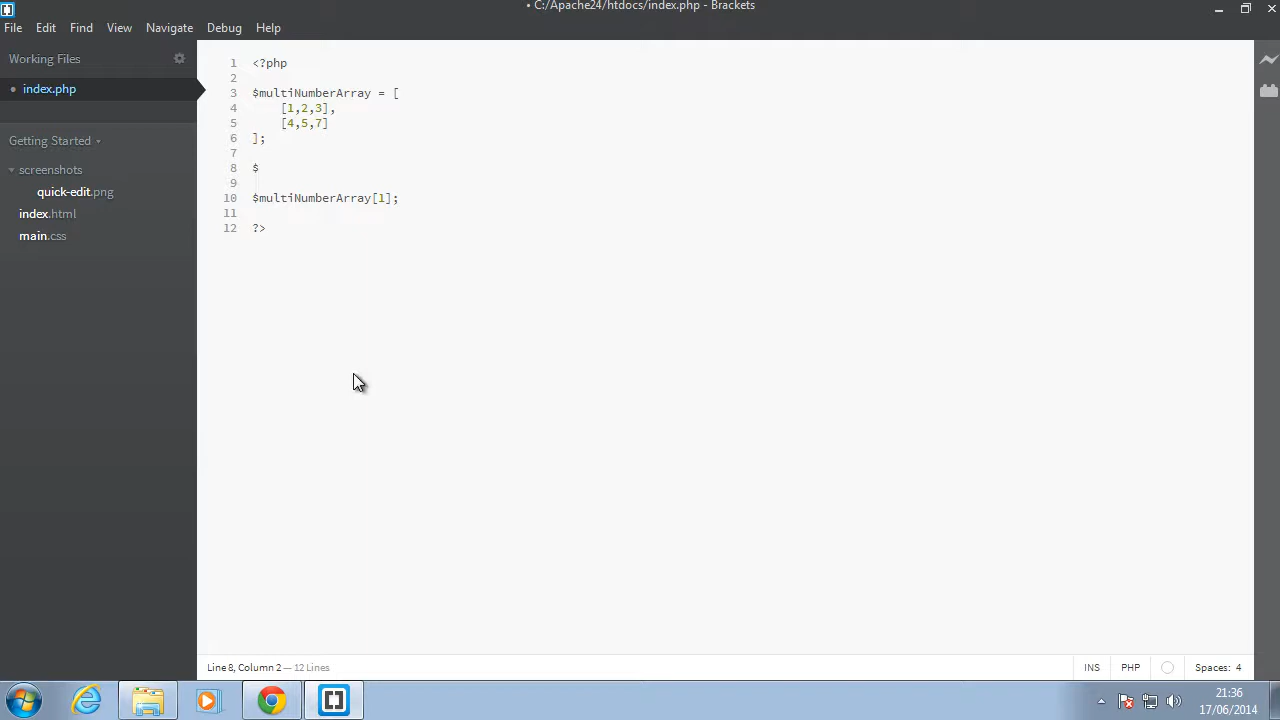 • C:/Apache24/htdocs/index.php - Brackets
File Edit Find View Navigate Debug Help
Working Files
• index.php
Getting Started
screenshots
quick-edit.png
index.html
main.css
1 <?php
2
3 $multiNumberArray = [
4 [1,2,3],
5 [4,5,7]
6 ];
7
8 $
9
10 $multiNumberArray[1];
11
12 ?>
Line 8, Column 2 — 12 Lines
INS PHP Spaces: 4
21:36
17/06/2014